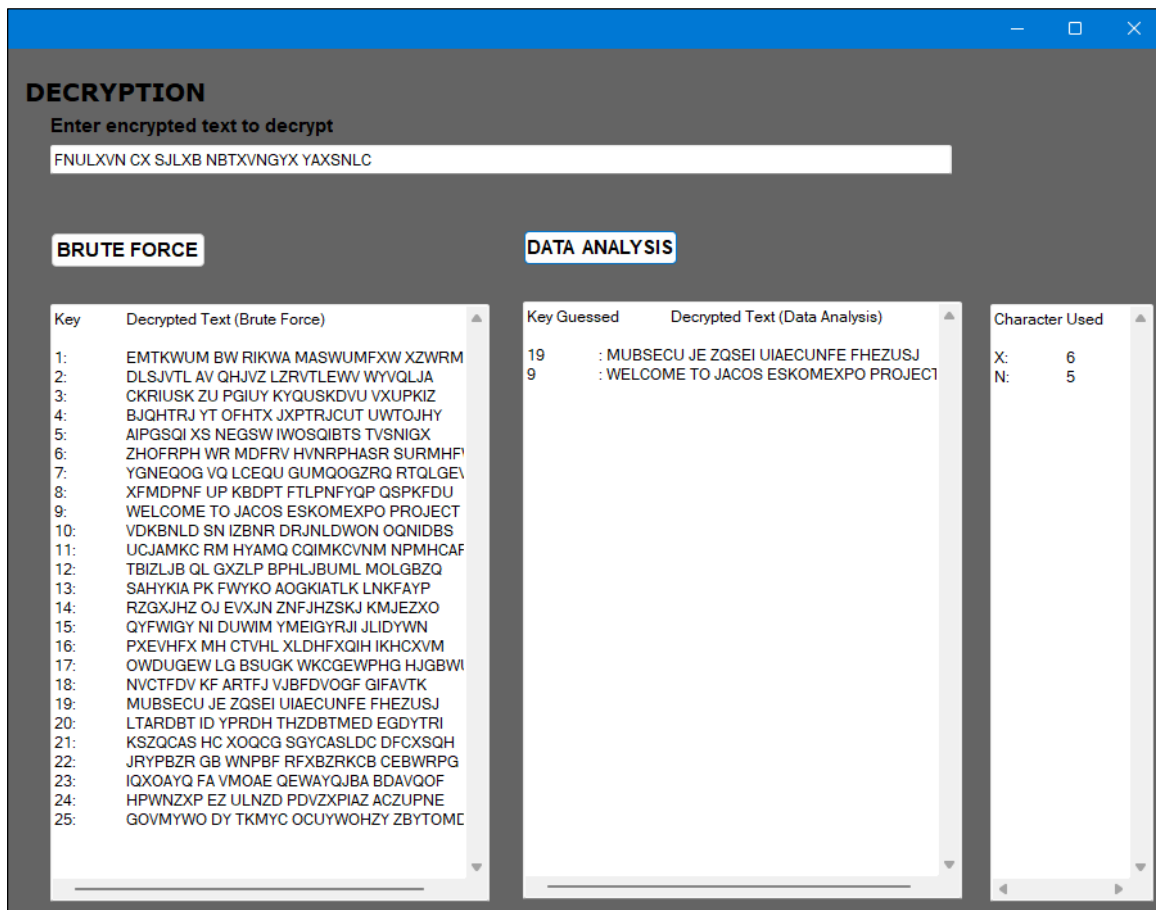 DECRYPTION
Enter encrypted text to decrypt
FNULXVN CX SJLXB NBTXVNGYX YAXSNLC
BRUTE FORCE
DATA ANALYSIS
Key Decrypted Text (Brute Force)
1: EMTKWUM BW RIKWA MASWUMFXW XZWRM
2: DLSJVTL AV QHJVZ LZRVTLEWV WYVQLJA
3: CKRIUSK ZU PGIUY KYQUSKDVU VXUPKIZ
4: BJQHTRJ YT OFHTX JXPTRJCUT UWTOJHY
5: AIPGSQI XS NEGSW IWOSQIBTS TVSNIGX
6: ZHOFRPH WR MDFRV HVNRPHASR SURMHF
7: YGNEQOG VQ LCEQU GUMQOGZRQ RTQLGE
8: XFMDPNF UP KBDPT FTLPNFYQP QSPKFDU
9: WELCOME TO JACOS ESKOMEXPO PROJECT
10: VDKBNLD SN IZBNR DRJNLDWON OQNIDBS
11: UCJAMKC RM HYAMQ CQIMKCVNM NPMHCA
12: TBIZLJB QL GXZLP BPHLJBUML MOLGBZQ
13: SAHYKIA PK FWYKO AOGKIATLK LNKFAYP
14: RZGXJHZ OJ EVXJN ZNFJHZSKJ KMJEZXO
15: QYFWIGY NI DUWIM YMEIGYRJI JLIDYWN
16: PXEVHFX MH CTVHL XLDHFXQIH IKHCXVM
17: OWDUGEW LG BSUGK WKCGEWPHG HJGBW
18: NVCTFDV KF ARTFJ VJBFDVOGF GIFAVTK
19: MUBSECU JE ZQSEI UIAECUNFE FHEZUSJ
20: LTARDBT ID YPRDH THZDBTMED EGDYTRI
21: KSZQCAS HC XOQCG SGYCASLDC DFCXSQH
22: JRYPBZR GB WNPBF RFXBZRKCB CEBWRPG
23: IQXOAYQ FA VMOAE QEWAYQJBA BDAVQOF
24: HPWNZXP EZ ULNZD PDVZXPIAZ ACZUPNE
25: GOVMYWO DY TKMYC OCUYWOHZY ZBYTOM
Key Guessed Decrypted Text (Data Analysis)
19 : MUBSECU JE ZQSEI UIAECUNFE FHEZUSJ
9 : WELCOME TO JACOS ESKOMEXPO PROJECT
Character Used
X: 6
N: 5